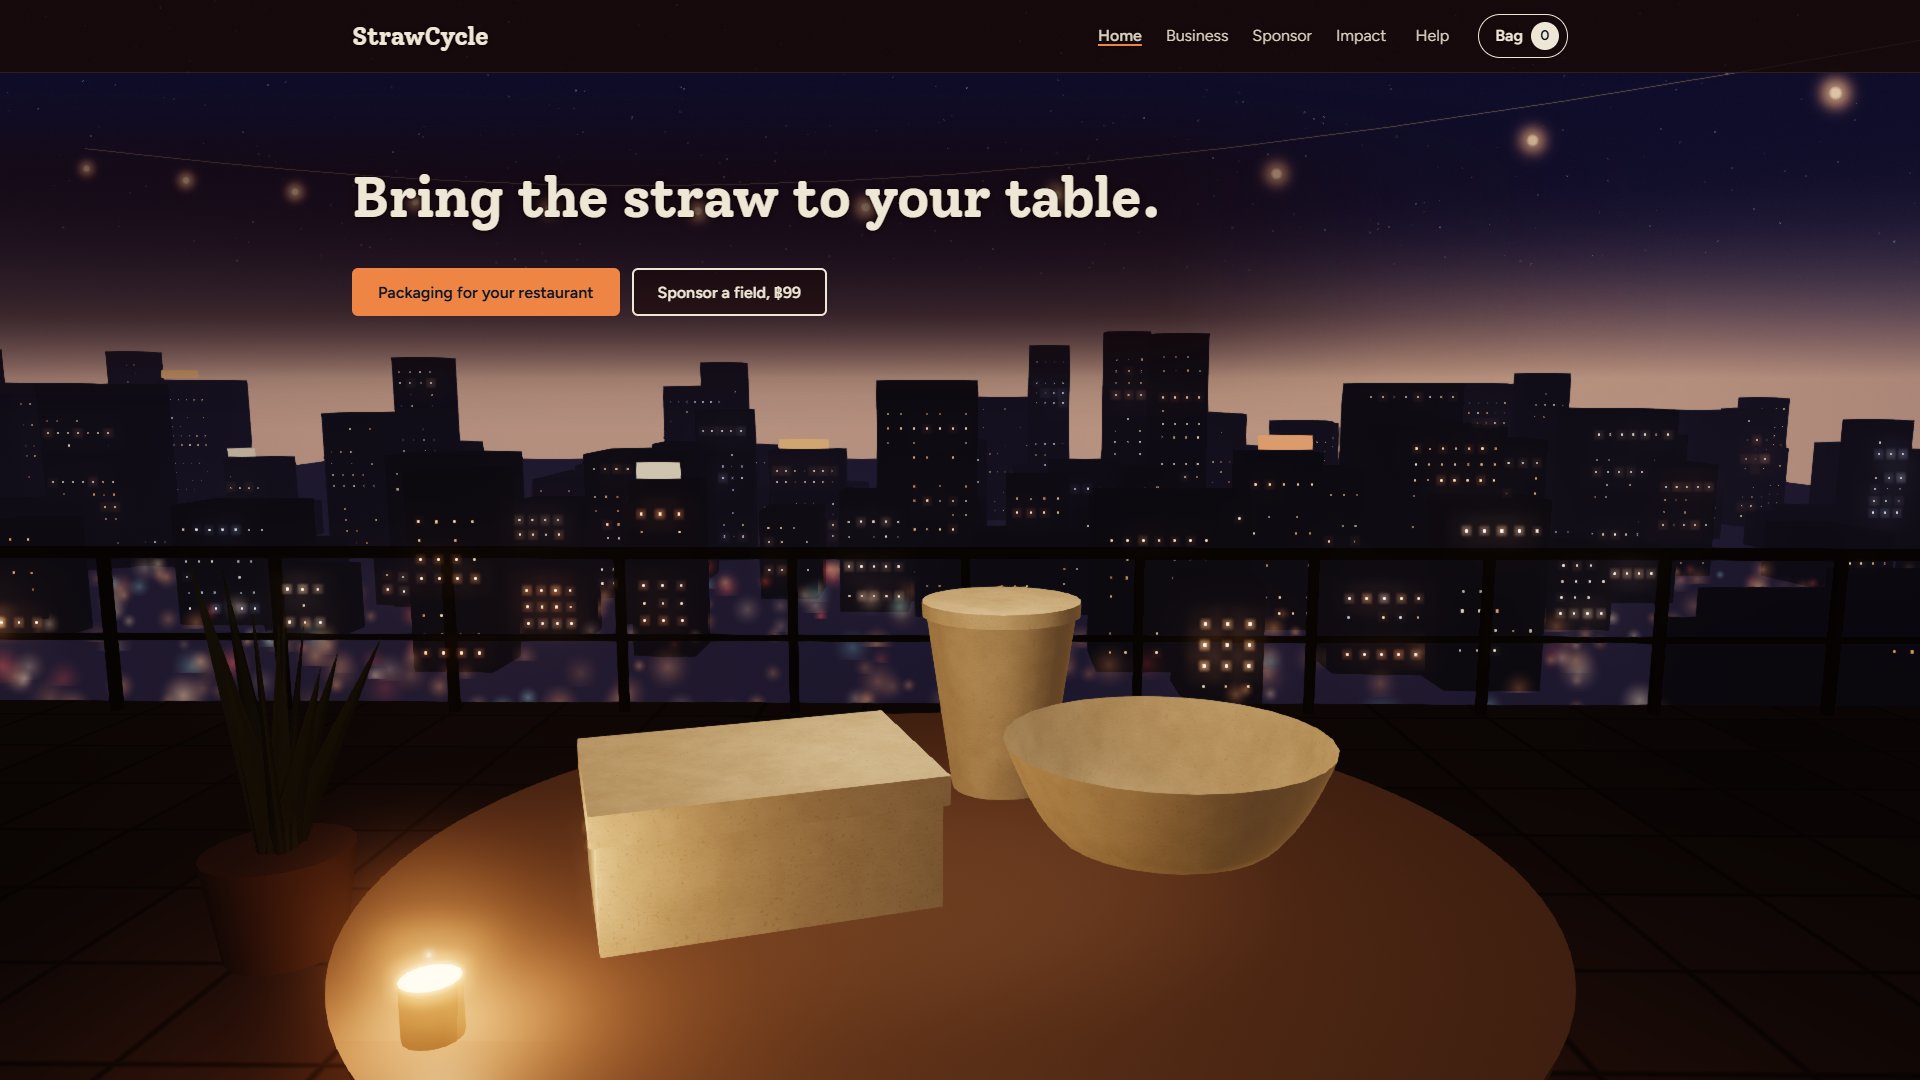 StrawCycle
Home Business Sponsor Impact Help Bag 0
Bring the straw to your table.
Packaging for your restaurant
Sponsor a field, ฿99